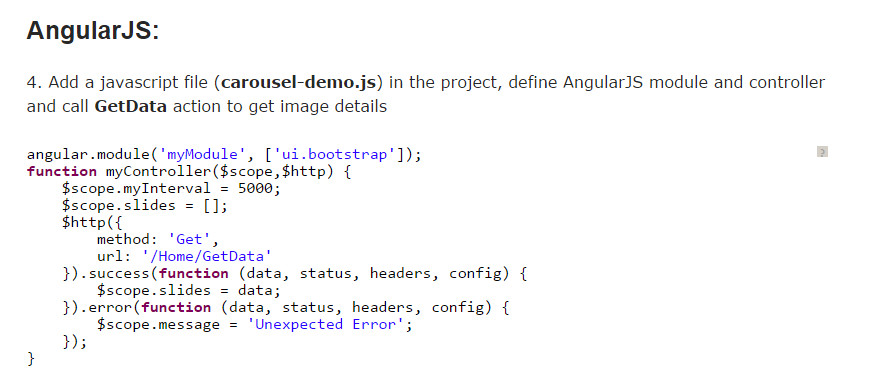 AngularJS:
4. Add a javascript file (carousel-demo.js) in the project, define AngularJS module and controller
and call GetData action to get image details
?
angular.module('myModule', ['ui.bootstrap']);
function myController($scope,$http) {
    $scope.myInterval = 5000;
    $scope.slides = [];
    $http({
        method: 'Get',
        url: '/Home/GetData'
    }).success(function (data, status, headers, config) {
        $scope.slides = data;
    }).error(function (data, status, headers, config) {
        $scope.message = 'Unexpected Error';
    });
}